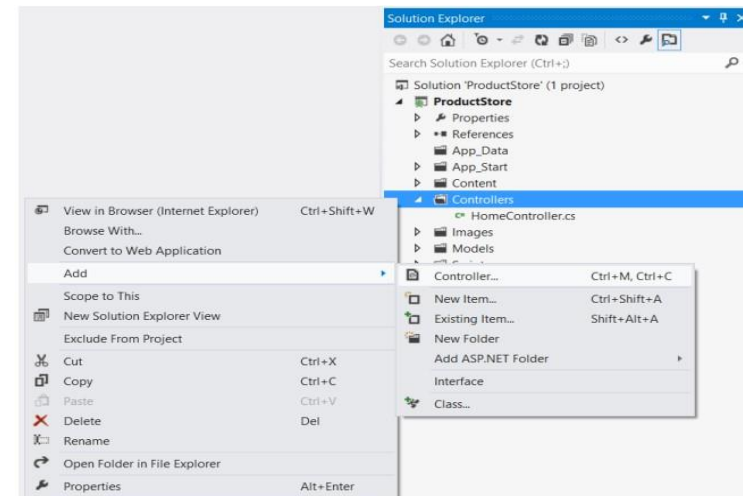 Solution Explorer
Search Solution Explorer (Ctrl+;)
Solution 'ProductStore' (1 project)
ProductStore
Properties
References
App_Data
App_Start
Content
Controllers
HomeController.cs
Images
Models
View in Browser (Internet Explorer) Ctrl+Shift+W
Browse With...
Convert to Web Application
Add
Scope to This
New Solution Explorer View
Exclude From Project
Cut Ctrl+X
Copy Ctrl+C
Paste Ctrl+V
Delete Del
Rename
Open Folder in File Explorer
Properties Alt+Enter
Controller... Ctrl+M, Ctrl+C
New Item... Ctrl+Shift+A
Existing Item... Shift+Alt+A
New Folder
Add ASP.NET Folder
Interface
Class...